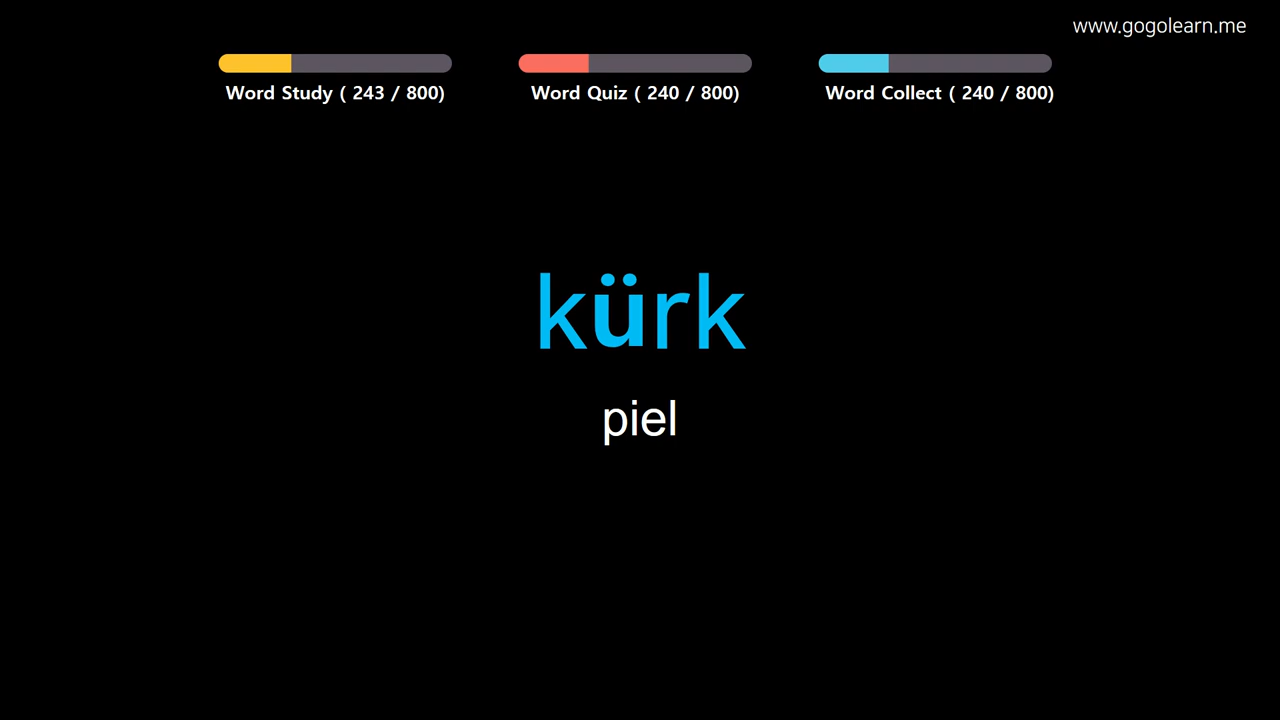 www.gogolearn.me
Word Study ( 243 / 800)
Word Quiz ( 240 / 800)
Word Collect ( 240 / 800)
kürk
piel